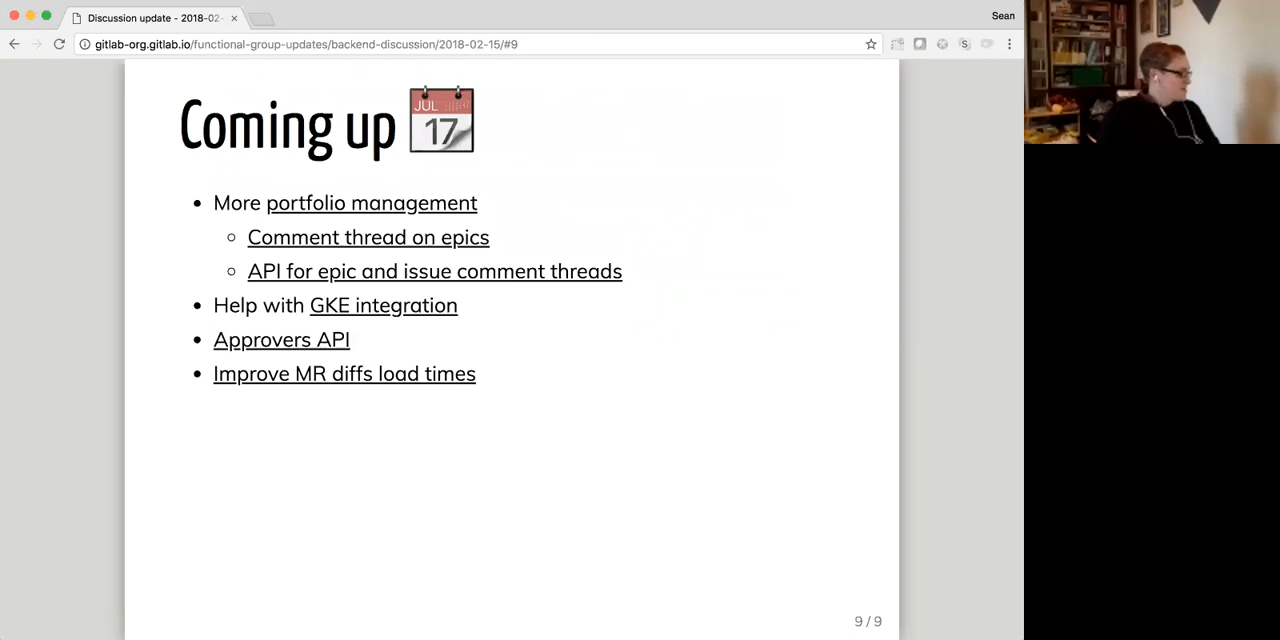 Discussion update - 2018-02-
Sean
gitlab-org.gitlab.io/functional-group-updates/backend-discussion/2018-02-15/#9
Coming up
JUL
17
More portfolio management
Comment thread on epics
API for epic and issue comment threads
Help with GKE integration
Approvers API
Improve MR diffs load times
9 / 9